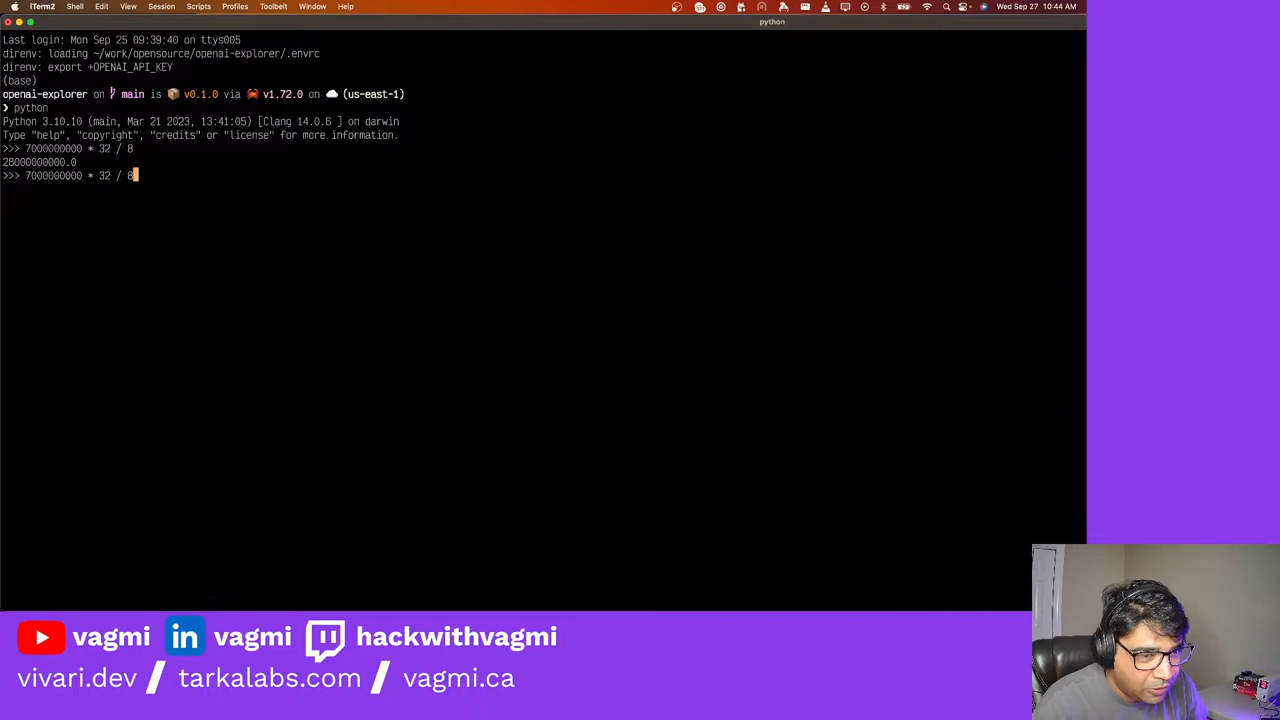 iTerm2 Shell Edit View Session Scripts Profiles Toolbelt Window Help Wed Sep 27 10:44 AM
python
Last login: Mon Sep 25 09:39:40 on ttys005
direnv: loading ~/work/opensource/openai-explorer/.envrc
direnv: export +OPENAI_API_KEY
(base)
openai-explorer on main is v0.1.0 via v1.72.0 on (us-east-1)
❯ python
Python 3.10.10 (main, Mar 21 2023, 13:41:05) [Clang 14.0.6 ] on darwin
Type "help", "copyright", "credits" or "license" for more information.
>>> 7000000000 * 32 / 8
28000000000.0
>>> 7000000000 * 32 / 8
vagmi in vagmi hackwithvagmi
vivari.dev / tarkalabs.com / vagmi.ca